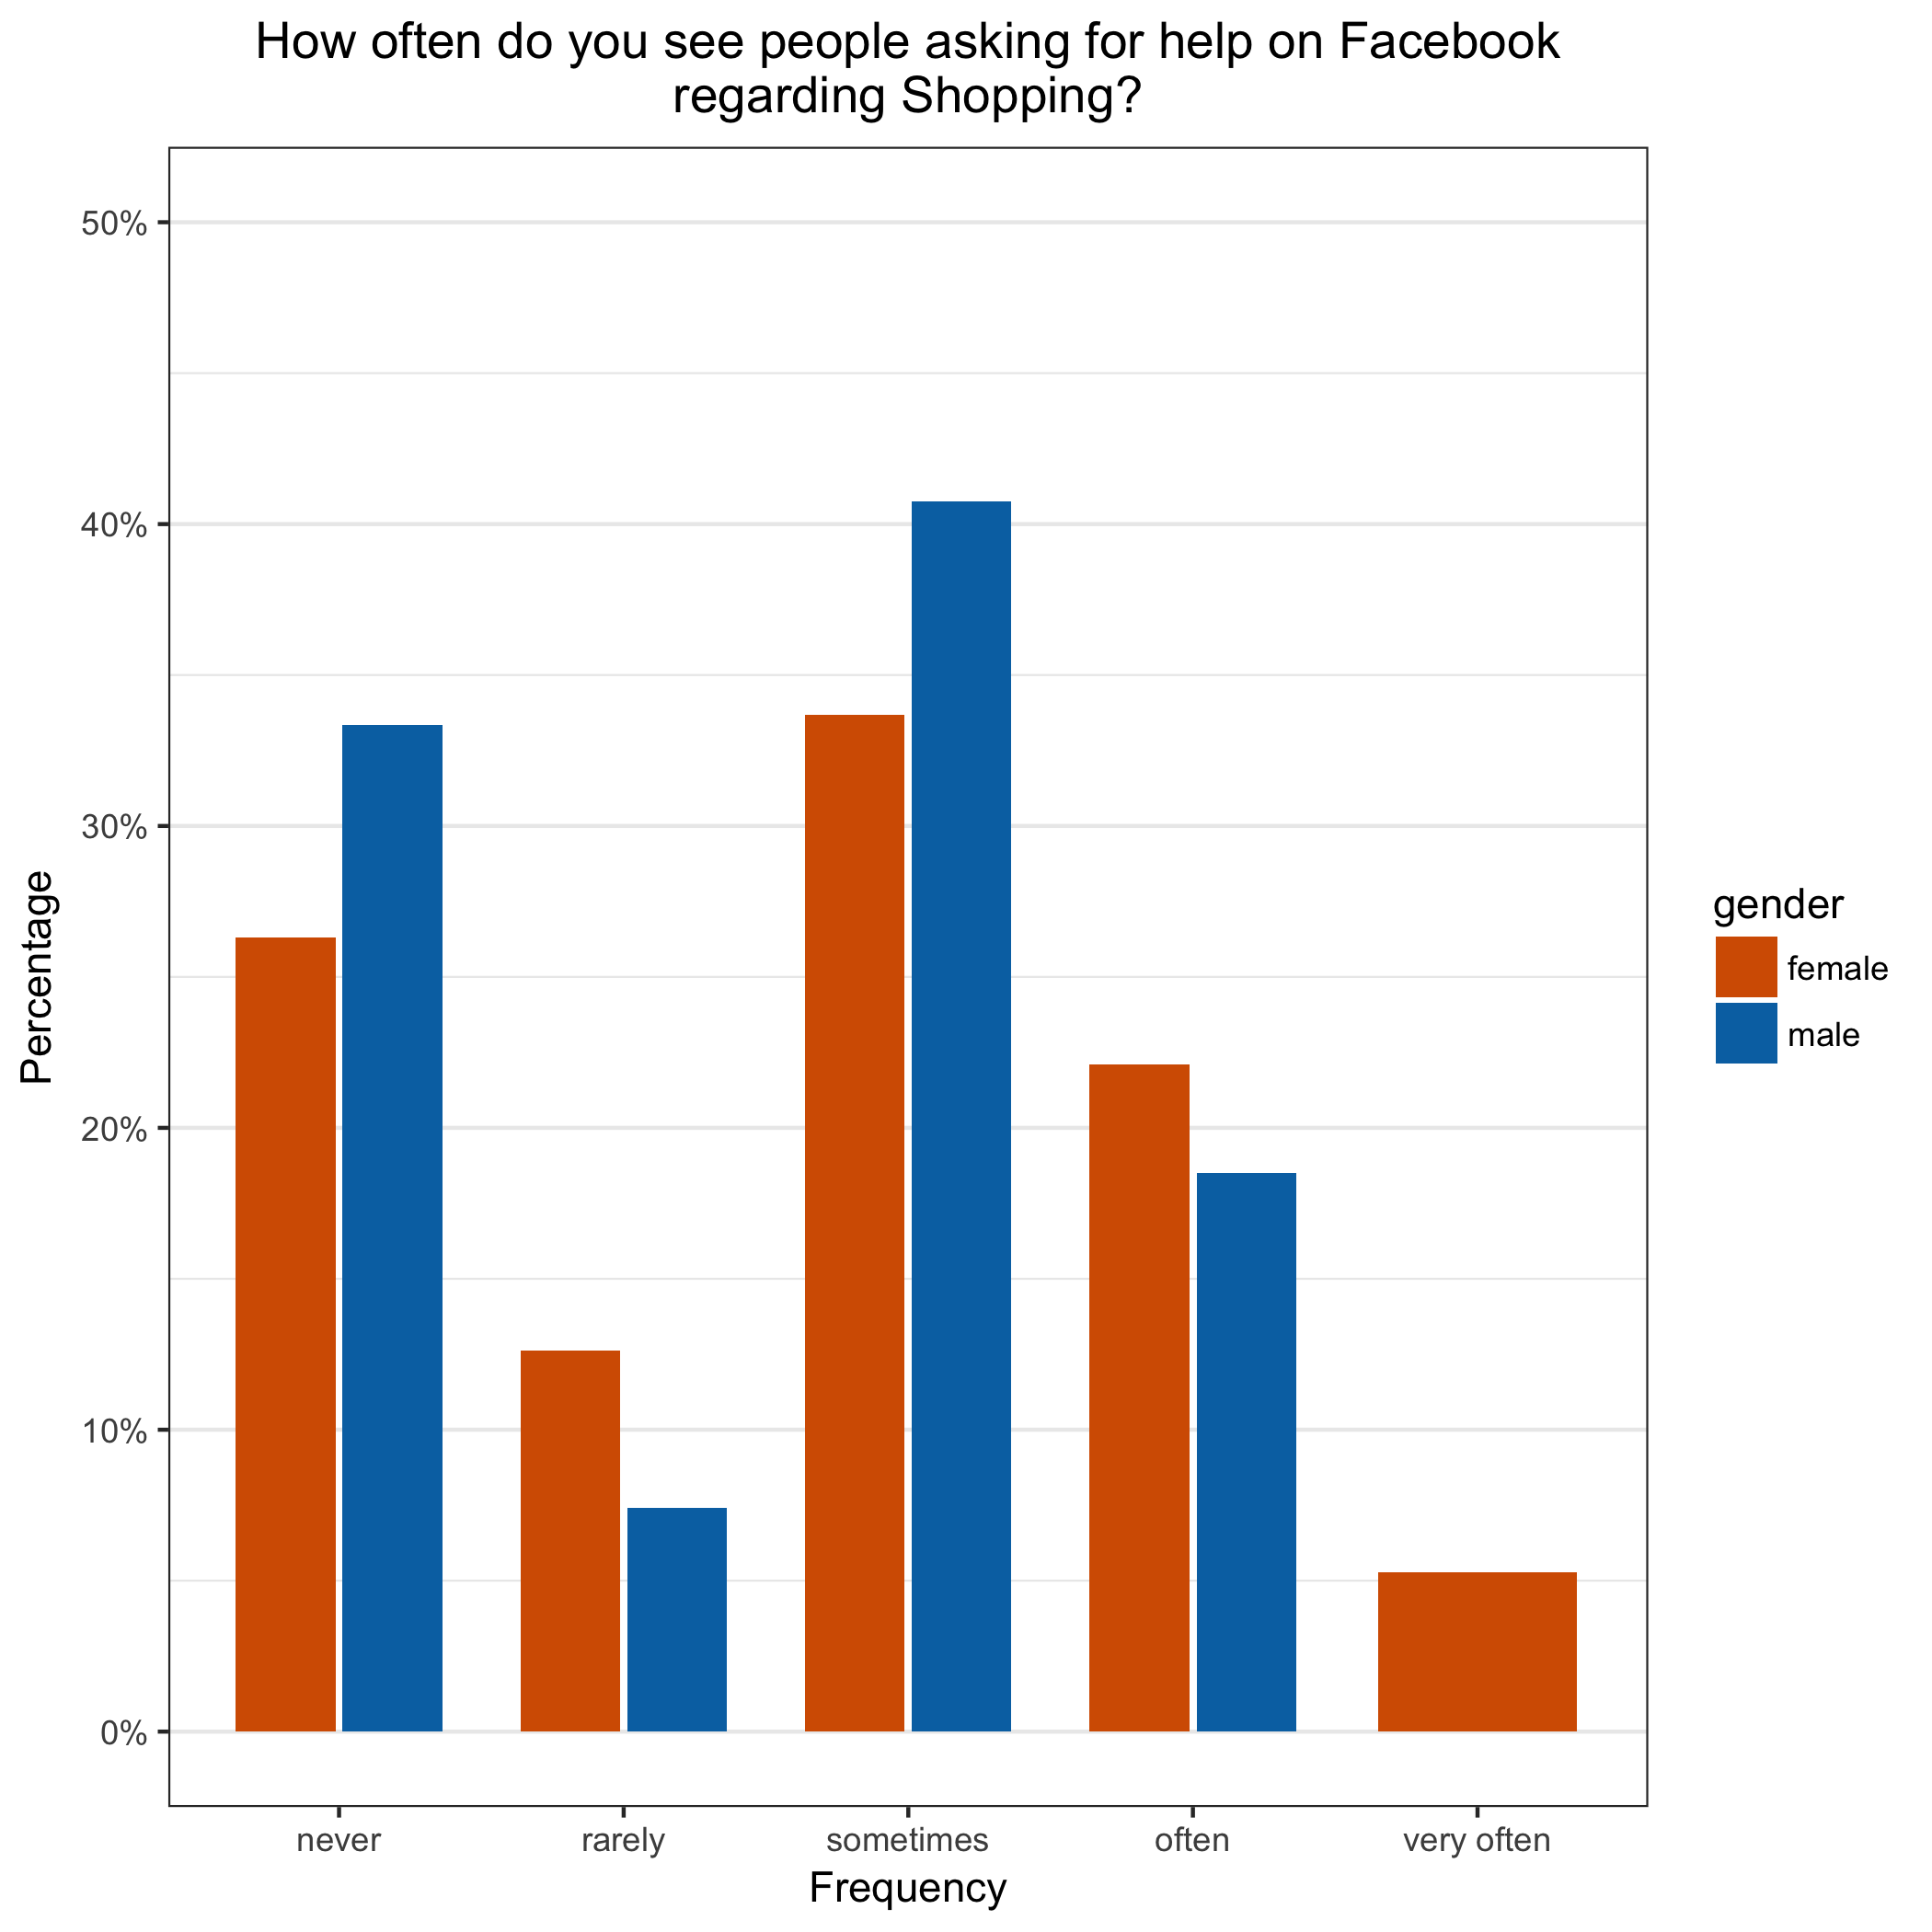 How often do you see people asking for help on Facebook
regarding Shopping?
50%
40%
30%
20%
10%
0%
Percentage
never
rarely
sometimes
often
very often
Frequency
gender
female
male